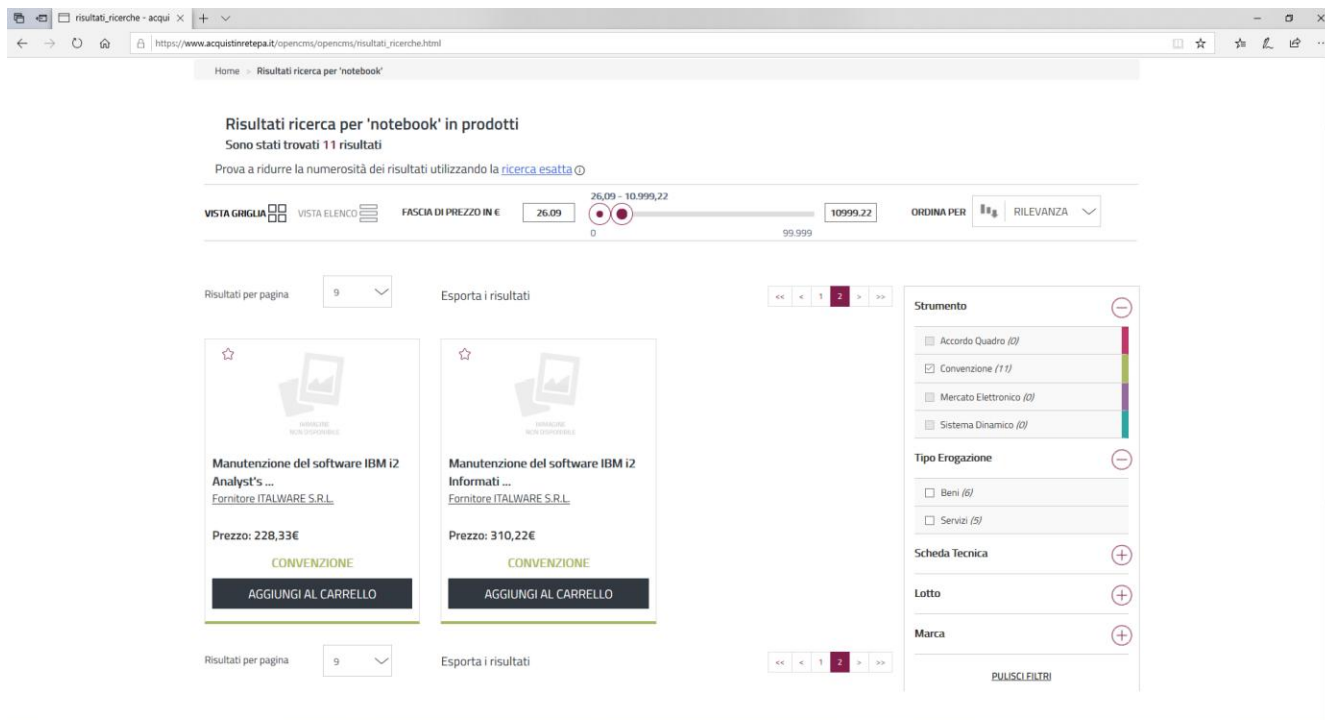 risultati_ricerche - acqui
https://www.acquistinretepa.it/opencms/opencms/risultati_ricerche.html
Home > Risultati ricerca per 'notebook'
Risultati ricerca per 'notebook' in prodotti
Sono stati trovati 11 risultati
Prova a ridurre la numerosità dei risultati utilizzando la ricerca esatta
26,09 – 10.999,22
VISTA GRIGLIA VISTA ELENCO FASCIA DI PREZZO IN € 26.09 10999.22 ORDINA PER RILEVANZA
0 99.999
Risultati per pagina 9 Esporta i risultati << < 1 2 > >>
IMMAGINE
NON DISPONIBILE
Manutenzione del software IBM i2
Analyst's ...
Fornitore ITALWARE S.R.L.
Prezzo: 228,33€
CONVENZIONE
AGGIUNGI AL CARRELLO
IMMAGINE
NON DISPONIBILE
Manutenzione del software IBM i2
Informati ...
Fornitore ITALWARE S.R.L.
Prezzo: 310,22€
CONVENZIONE
AGGIUNGI AL CARRELLO
Strumento
Accordo Quadro (0)
Convenzione (11)
Mercato Elettronico (0)
Sistema Dinamico (0)
Tipo Erogazione
Beni (6)
Servizi (5)
Scheda Tecnica
Lotto
Marca
PULISCI FILTRI
Risultati per pagina 9 Esporta i risultati << < 1 2 > >>